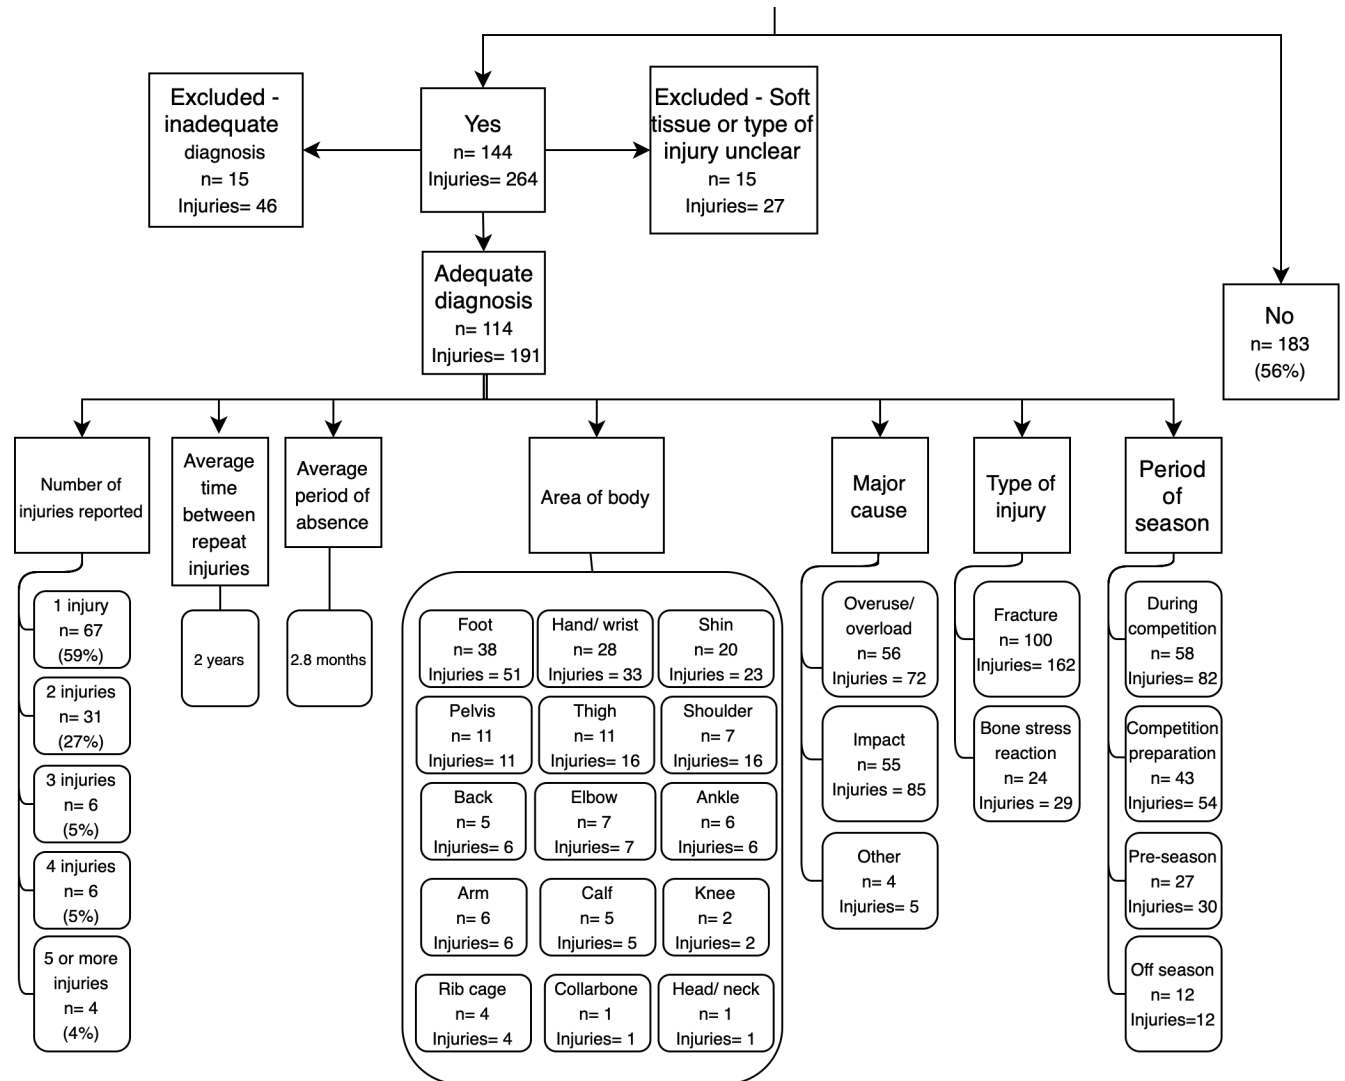 Excluded -
inadequate
diagnosis
n= 15
Injuries= 46
Yes
n= 144
Injuries= 264
Excluded - Soft
tissue or type of
injury unclear
n= 15
Injuries= 27
Adequate
diagnosis
n= 114
Injuries= 191
No
n= 183
(56%)
Number of
injuries reported
1 injury
n= 67
(59%)
2 injuries
n= 31
(27%)
3 injuries
n= 6
(5%)
4 injuries
n= 6
(5%)
5 or more
injuries
n= 4
(4%)
Average
time
between
repeat
injuries
2 years
Average
period of
absence
2.8 months
Area of body
Foot
n= 38
Injuries = 51
Hand/ wrist
n= 28
Injuries = 33
Shin
n= 20
Injuries = 23
Pelvis
n= 11
Injuries= 11
Thigh
n= 11
Injuries= 16
Shoulder
n= 7
Injuries= 16
Back
n= 5
Injuries= 6
Elbow
n= 7
Injuries= 7
Ankle
n= 6
Injuries= 6
Arm
n= 6
Injuries= 6
Calf
n= 5
Injuries= 5
Knee
n= 2
Injuries= 2
Rib cage
n= 4
Injuries= 4
Collarbone
n= 1
Injuries= 1
Head/ neck
n= 1
Injuries= 1
Major
cause
Overuse/
overload
n= 56
Injuries = 72
Impact
n= 55
Injuries = 85
Other
n= 4
Injuries= 5
Type of
injury
Fracture
n= 100
Injuries= 162
Bone stress
reaction
n= 24
Injuries = 29
Period
of
season
During
competition
n= 58
Injuries= 82
Competition
preparation
n= 43
Injuries= 54
Pre-season
n= 27
Injuries= 30
Off season
n= 12
Injuries=12